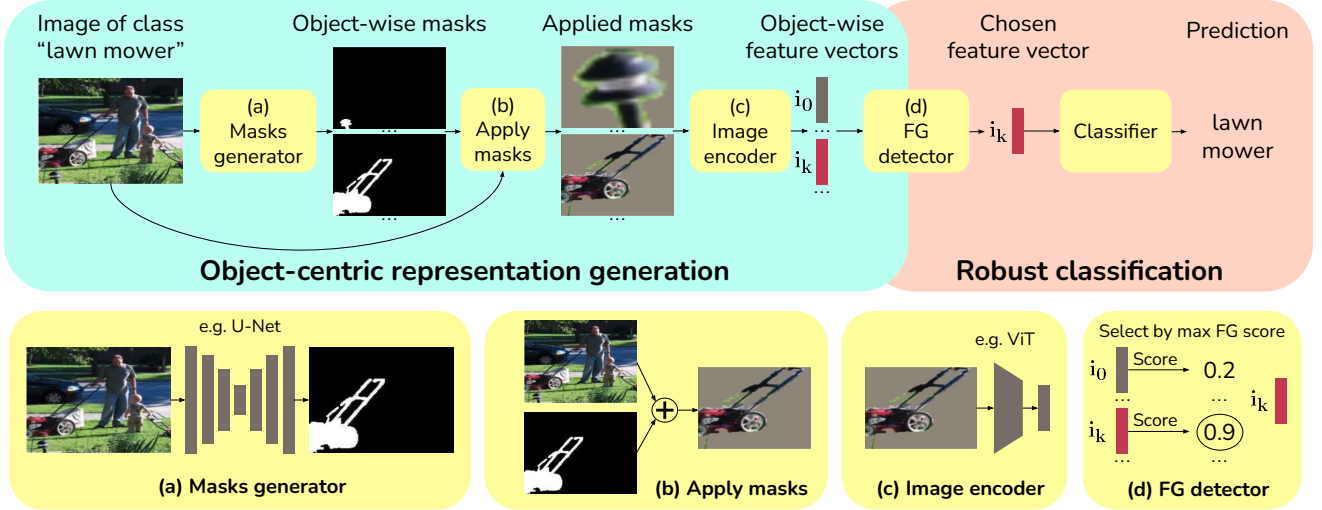 Image of class
“lawn mower”
Object-wise masks
Applied masks
Object-wise
feature vectors
Chosen
feature vector
Prediction
(a)
Masks
generator
...
...
(b)
Apply
masks
...
...
(c)
Image
encoder
i0
...
ik
...
(d)
FG
detector
ik
Classifier
lawn
mower
Object-centric representation generation
Robust classification
e.g. U-Net
(a) Masks generator
(b) Apply masks
e.g. ViT
(c) Image encoder
Select by max FG score
i0
Score
0.2
...
...
ik
ik
Score
0.9
...
...
(d) FG detector